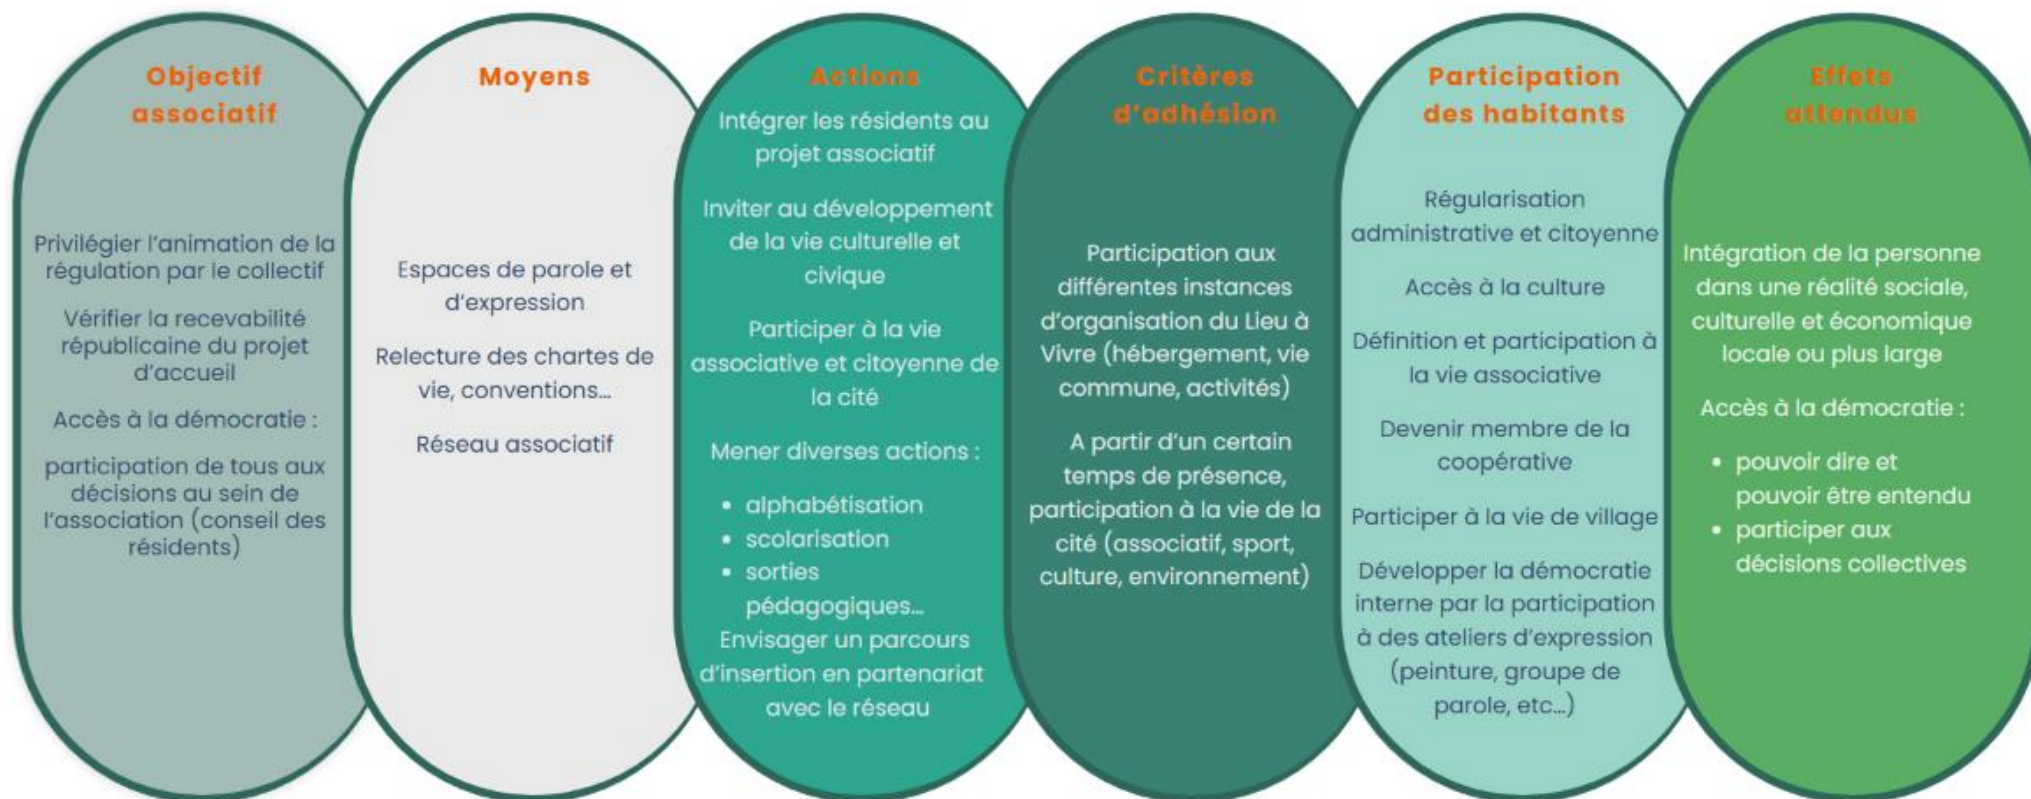 Objectif
associatif
Privilégier l'animation de la
régulation par le collectif
Vérifier la recevabilité
républicaine du projet
d'accueil
Accès à la démocratie :
participation de tous aux
décisions au sein de
l'association (conseil des
résidents)
Moyens
Espaces de parole et
d'expression
Relecture des chartes de
vie, conventions...
Réseau associatif
Actions
Intégrer les résidents au
projet associatif
Inviter au développement
de la vie culturelle et
civique
Participer à la vie
associative et citoyenne de
la cité
Mener diverses actions :
• alphabétisation
• scolarisation
• sorties
pédagogiques...
Envisager un parcours
d'insertion en partenariat
avec le réseau
Critères
d'adhésion
Participation aux
différentes instances
d'organisation du Lieu à
Vivre (hébergement, vie
commune, activités)
A partir d'un certain
temps de présence,
participation à la vie de la
cité (associatif, sport,
culture, environnement)
Participation
des habitants
Régularisation
administrative et citoyenne
Accès à la culture
Définition et participation à
la vie associative
Devenir membre de la
coopérative
Participer à la vie de village
Développer la démocratie
interne par la participation
à des ateliers d'expression
(peinture, groupe de
parole, etc...)
Effets
attendus
Intégration de la personne
dans une réalité sociale,
culturelle et économique
locale ou plus large
Accès à la démocratie :
• pouvoir dire et
pouvoir être entendu
• participer aux
décisions collectives